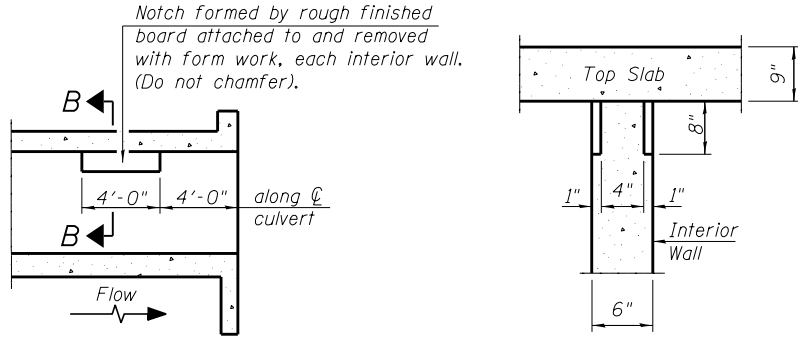 Notch formed by rough finished
board attached to and removed
with form work, each interior wall.
(Do not chamfer).
B
4'-0"
4'-0"
along ℄
culvert
B
Flow
Top Slab
9"
8"
1"
4"
1"
Interior
Wall
6"